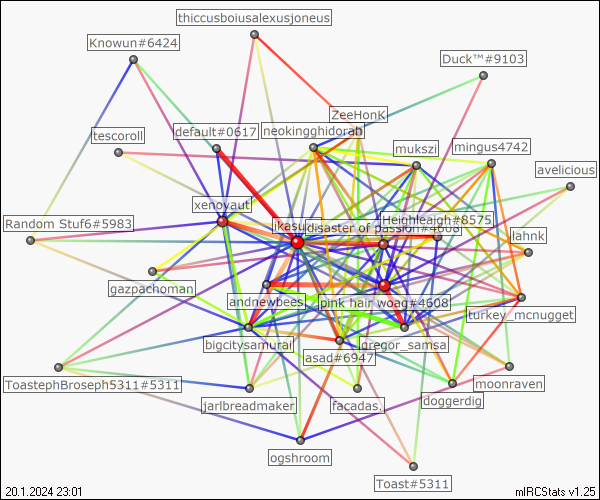 thiccusboiusalexusjoneus
Knowun#6424
Duck™#9103
ZeeHonK
tescoroll
default#0617
neokingghidorah
mukszi
mingus4742
avelicious
xenoyaut
Heichleagh#8575
disaster of passion#4608
Random Stuf6#5983
lahnk
gazpachoman
andnewbees
pink hair woag#4608
turkey_mcnugget
bigcitysamurai
gregor_samsa
asad#6947
ToastephBroseph5311#5311
moonraven
jarlbreadmaker
facadas.
doggerdig
ogshroom
Toast#5311
20.1.2024 23:01
mIRCStats v1.25